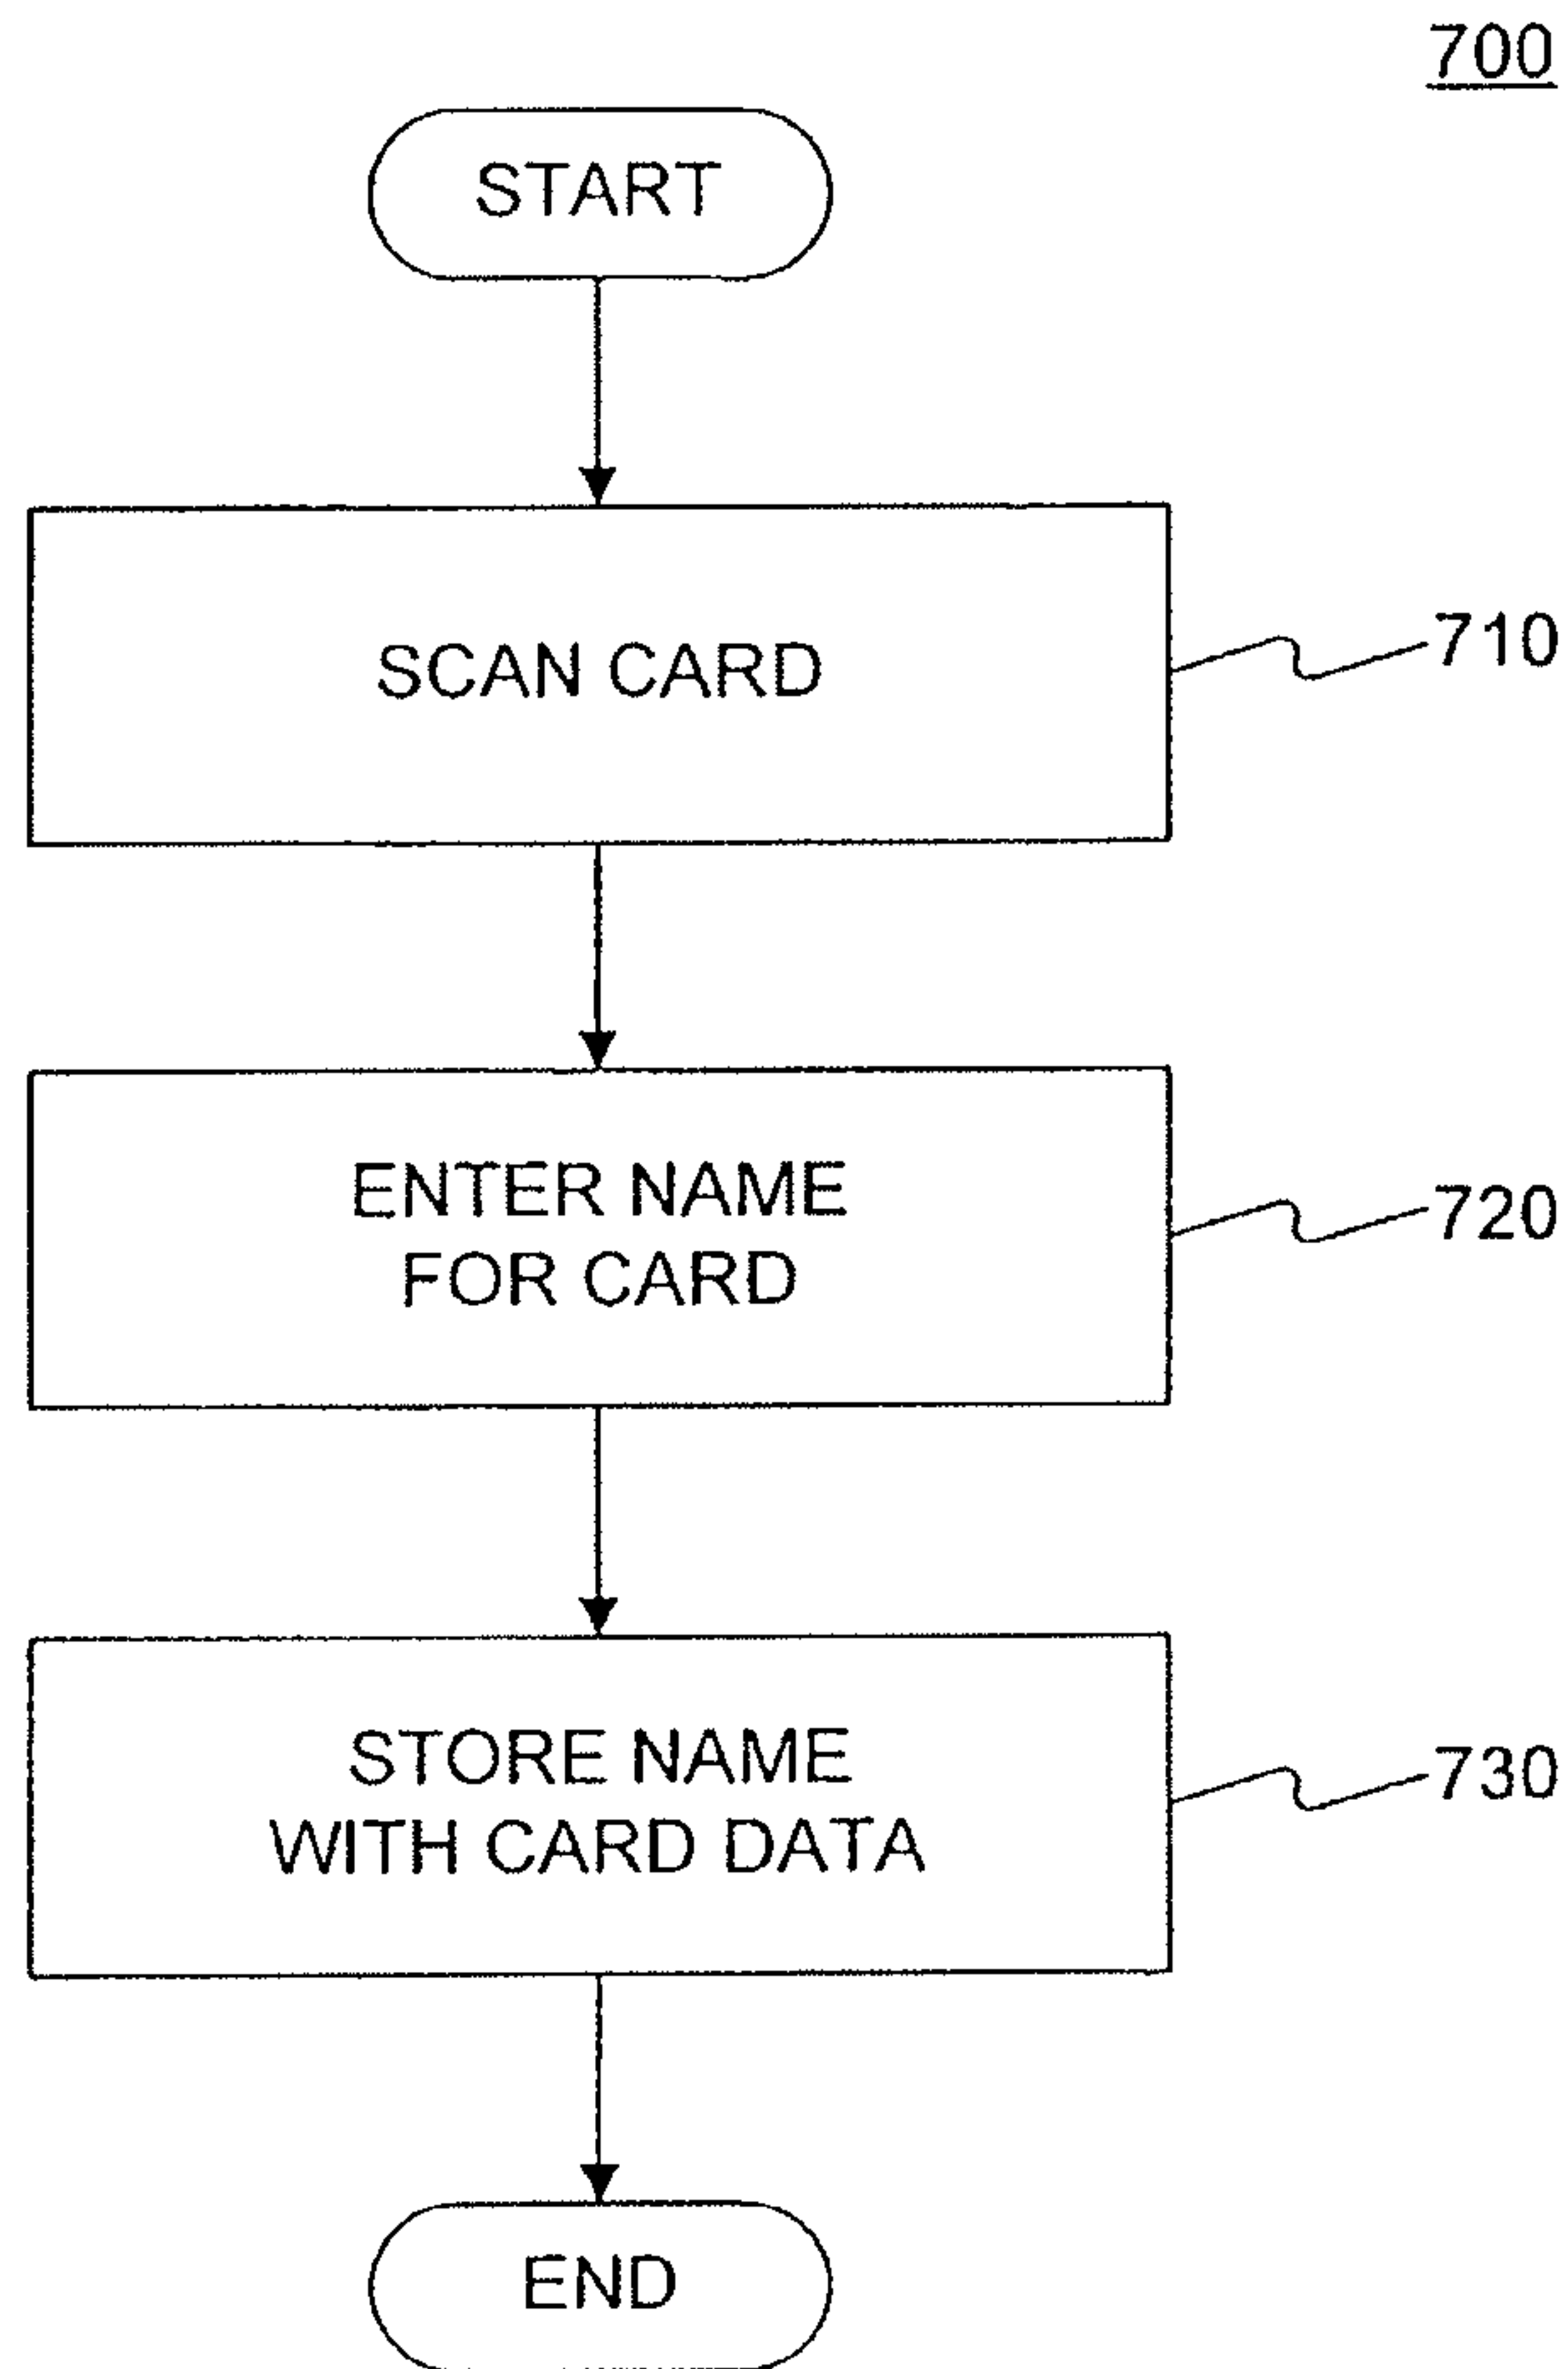 700
START
SCAN CARD
710
ENTER NAME
FOR CARD
720
STORE NAME
WITH CARD DATA
730
END